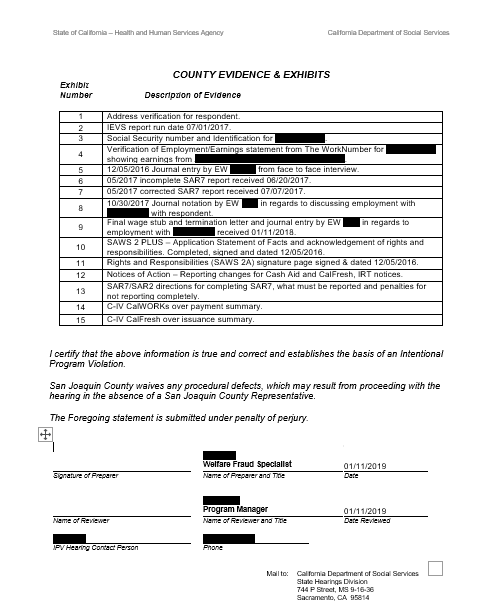 State of California – Health and Human Services Agency California Department of Social Services
COUNTY EVIDENCE & EXHIBITS
Exhibit
Number Description of Evidence
1 Address verification for respondent.
2 IEVS report run date 07/01/2017.
3 Social Security number and Identification for
4 Verification of Employment/Earnings statement from The WorkNumber for
showing earnings from
5 12/05/2016 Journal entry by EW from face to face interview.
6 05/2017 incomplete SAR7 report received 06/20/2017.
7 05/2017 corrected SAR7 report received 07/07/2017.
8 10/30/2017 Journal notation by EW in regards to discussing employment with
with respondent.
9 Final wage stub and termination letter and journal entry by EW in regards to
employment with received 01/11/2018.
10 SAWS 2 PLUS – Application Statement of Facts and acknowledgement of rights and
responsibilities. Completed, signed and dated 12/05/2016.
11 Rights and Responsibilities (SAWS 2A) signature page signed & dated 12/05/2016.
12 Notices of Action – Reporting changes for Cash Aid and CalFresh, IRT notices.
13 SAR7/SAR2 directions for completing SAR7, what must be reported and penalties for
not reporting completely.
14 C-IV CalWORKs over payment summary.
15 C-IV CalFresh over issuance summary.
I certify that the above information is true and correct and establishes the basis of an Intentional
Program Violation.
San Joaquin County waives any procedural defects, which may result from proceeding with the
hearing in the absence of a San Joaquin County Representative.
The Foregoing statement is submitted under penalty of perjury.
Welfare Fraud Specialist 01/11/2019
Signature of Preparer Name of Preparer and Title Date
Program Manager 01/11/2019
Name of Reviewer Name of Reviewer and Title Date Reviewed
IPV Hearing Contact Person Phone
Mail to: California Department of Social Services
State Hearings Division
744 P Street, MS 9-16-36
Sacramento, CA 95814